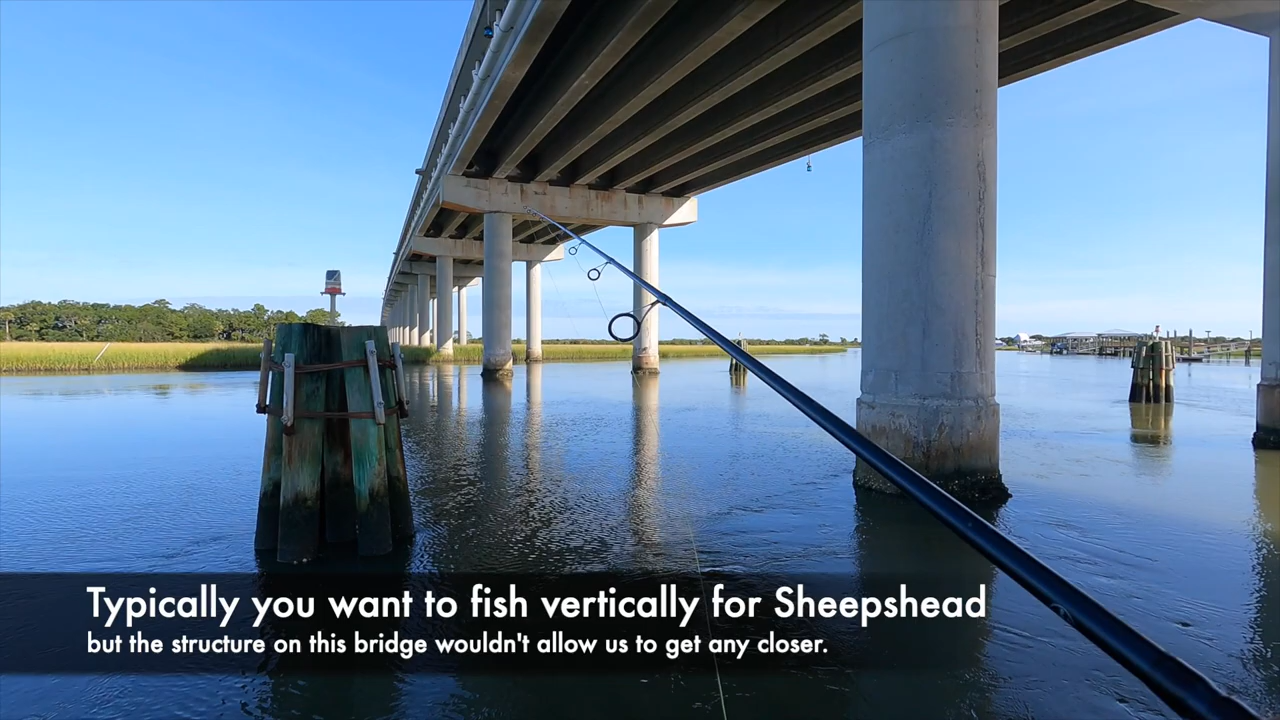 Typically you want to fish vertically for Sheepshead
but the structure on this bridge wouldn't allow us to get any closer.